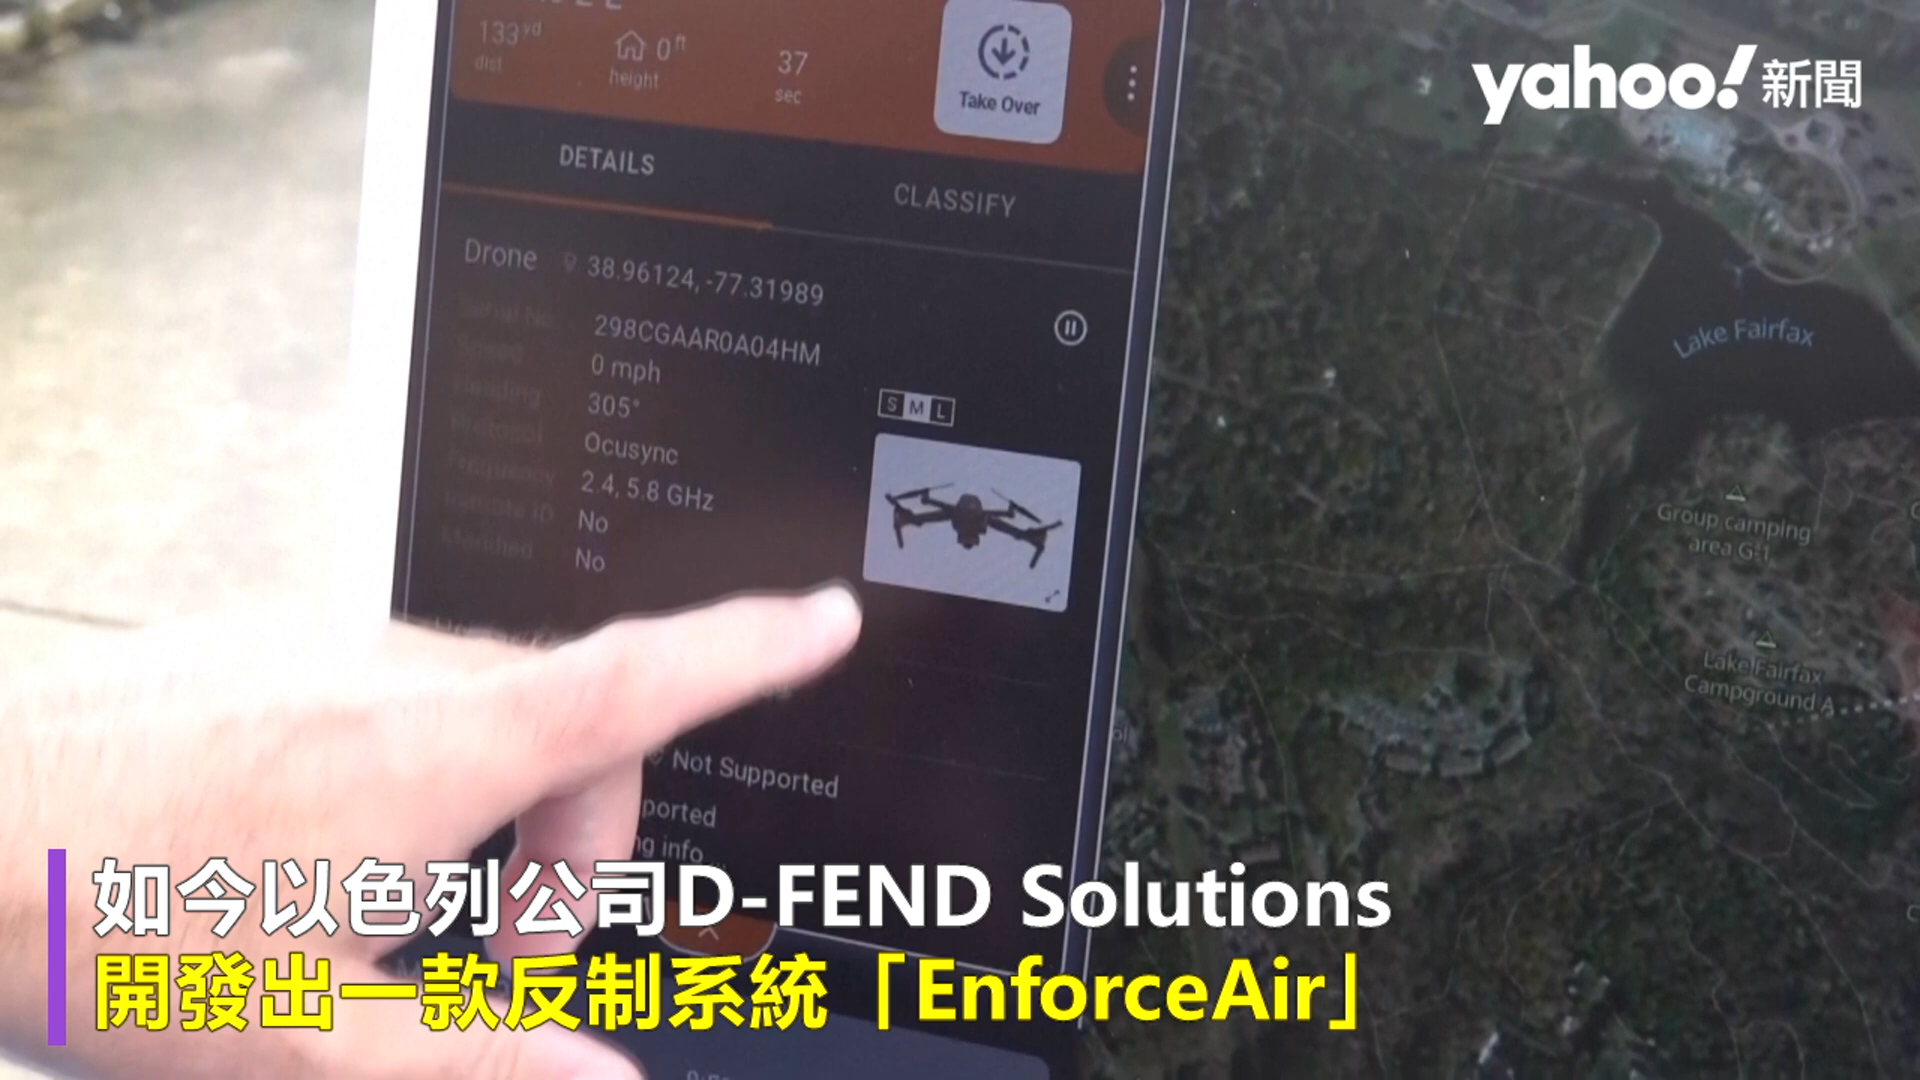 133yd
dist
0ft
height
37
sec
Take Over
yahoo!新聞
DETAILS
CLASSIFY
Drone 38.96124, -77.31989
298CGAAR0A04HM
0 mph
305°
Ocusync
2.4, 5.8 GHz
No
No
S M L
Lake Fairfax
Group camping
area G-1
Lake Fairfax
Campground A
Not Supported
ported
info
如今以色列公司D-FEND Solutions
開發出一款反制系統「EnforceAir」